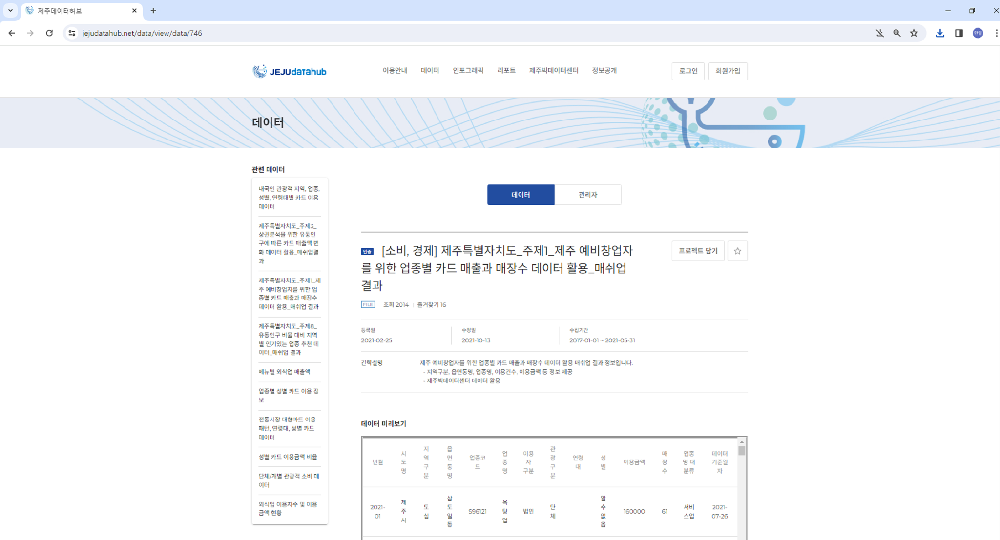 제주데이터허브
jejudatahub.net/data/view/data/746
한열
JEJUdatahub
이용안내 데이터 인포그래픽 리포트 제주빅데이터센터 정보공개
로그인 회원가입
데이터
관련 데이터
내국인 관광객 지역, 업종,
성별, 연령대별 카드 이용
데이터
제주특별자치도_주제3_
상권분석을 위한 유동인
구에 따른 카드 매출액 변
화 데이터 활용_매쉬업결
과
제주특별자치도_주제1_제
주 예비창업자를 위한 업
종별 카드 매출과 매장수
데이터 활용_매쉬업 결과
제주특별자치도_주제8_
유동인구 비율 대비 지역
별 인기있는 업종 추천 데
이터_매쉬업 결과
메뉴별 외식업 매출액
업종별 성별 카드 이용 정
보
전통시장 대형마트 이용
패턴, 연령대, 성별 카드
데이터
성별 카드 이용금액 비율
단체/개별 관광객 소비 데
이터
외식업 이용자수 및 이용
금액 현황
데이터 관리자
인증 [소비, 경제] 제주특별자치도_주제1_제주 예비창업자
를 위한 업종별 카드 매출과 매장수 데이터 활용_매쉬업
결과
프로젝트 담기
FILE 조회 2014 즐겨찾기 16
등록일 수정일 수집기간
2021-02-25 2021-10-13 2017-01-01 ~ 2021-05-31
간략설명 제주 예비창업자를 위한 업종별 카드 매출과 매장수 데이터 활용 매쉬업 결과 정보입니다.
- 지역구분, 읍면동명, 업종명, 이용건수, 이용금액 등 정보 제공
- 제주빅데이터센터 데이터 활용
데이터 미리보기
년월 시도명 지역구분 읍면동명 업종코드 업종명 이용자구분 관광구분 연령대 성별 이용금액 매장수 업종명 대분류 데이터기준일자
2021-01 제주시 도심 삼도일동 S96121 욕탕업 법인 단체 알수없음 160000 61 서비스업 2021-07-26